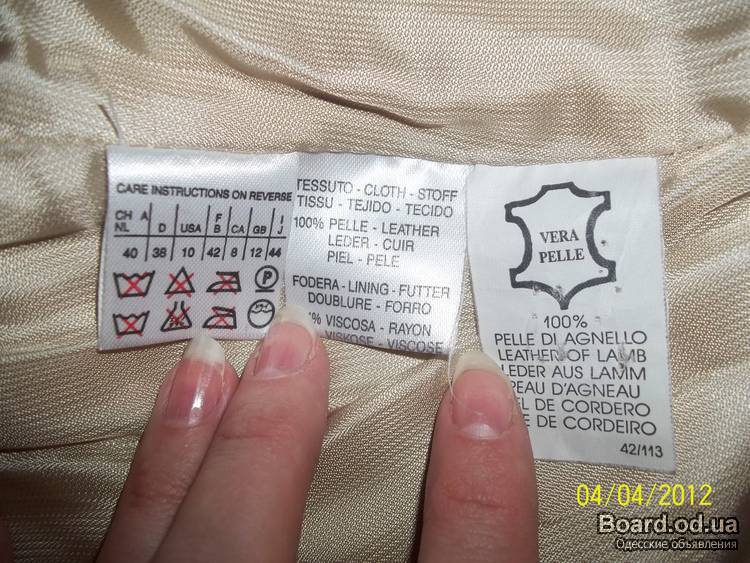 CARE INSTRUCTIONS ON REVERSE
CH A D USA F CA GB I
NL B J
40 38 10 42 8 12 44
P
TESSUTO - CLOTH - STOFF
TISSU - TEJIDO - TECIDO
100% PELLE - LEATHER
LEDER - CUIR
PIEL - PELE
FODERA - LINING - FUTTER
DOUBLURE - FORRO
% VISCOSA - RAYON
VISKOSE - VISCOSE
VERA
PELLE
100%
PELLE DI AGNELLO
LEATHER OF LAMB
LEDER AUS LAMM
PEAU D'AGNEAU
DE CORDERO
DE CORDEIRO
42/113
04/04/2012
Board.od.ua
Одесские объявления